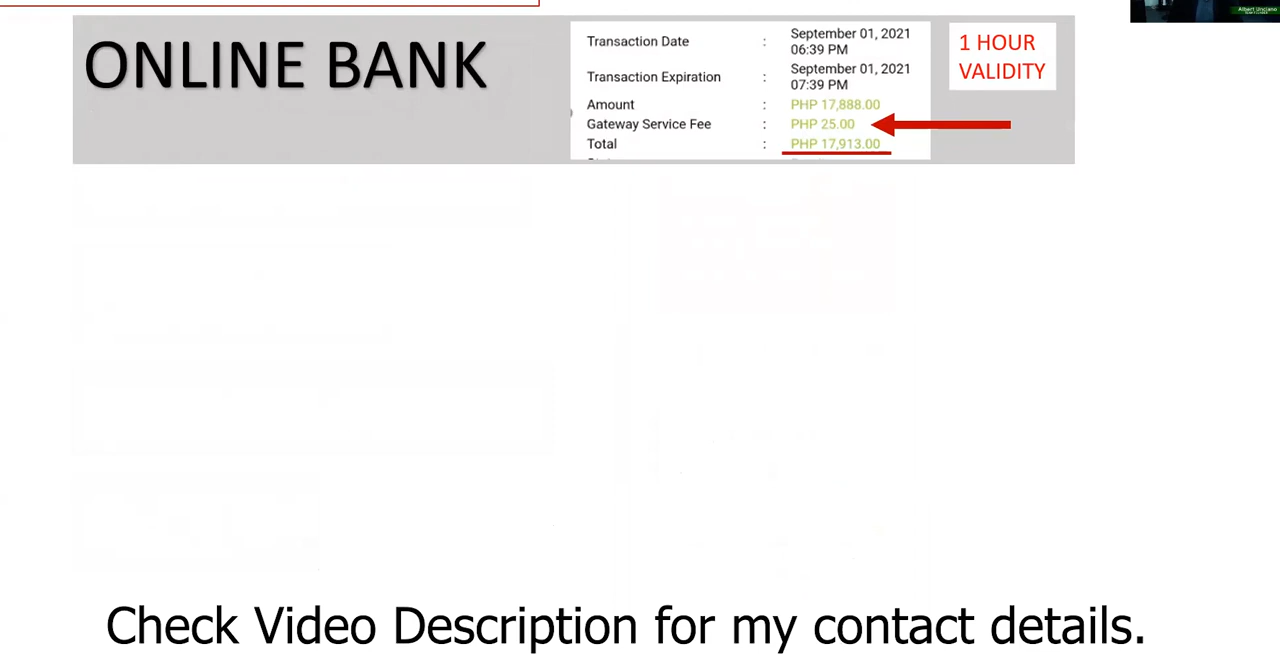 Albert Unciano
ONLINE BANK
Transaction Date : September 01, 2021
06:39 PM
Transaction Expiration : September 01, 2021
07:39 PM
Amount : PHP 17,888.00
Gateway Service Fee : PHP 25.00
Total : PHP 17,913.00
1 HOUR
VALIDITY
Check Video Description for my contact details.